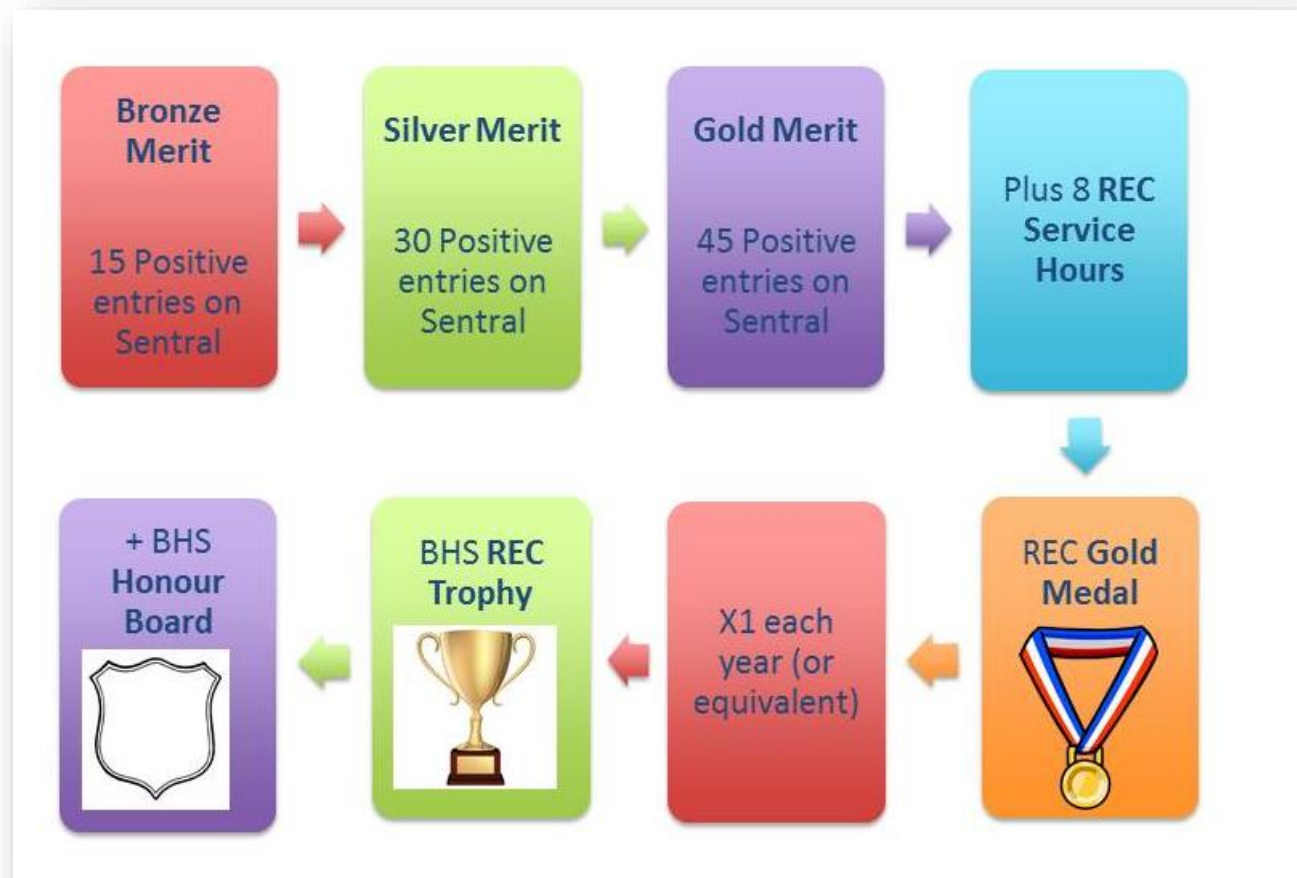 Bronze
Merit
15 Positive
entries on
Sentral
Silver Merit
30 Positive
entries on
Sentral
Gold Merit
45 Positive
entries on
Sentral
Plus 8 REC
Service
Hours
REC Gold
Medal
X1 each
year (or
equivalent)
BHS REC
Trophy
+ BHS
Honour
Board